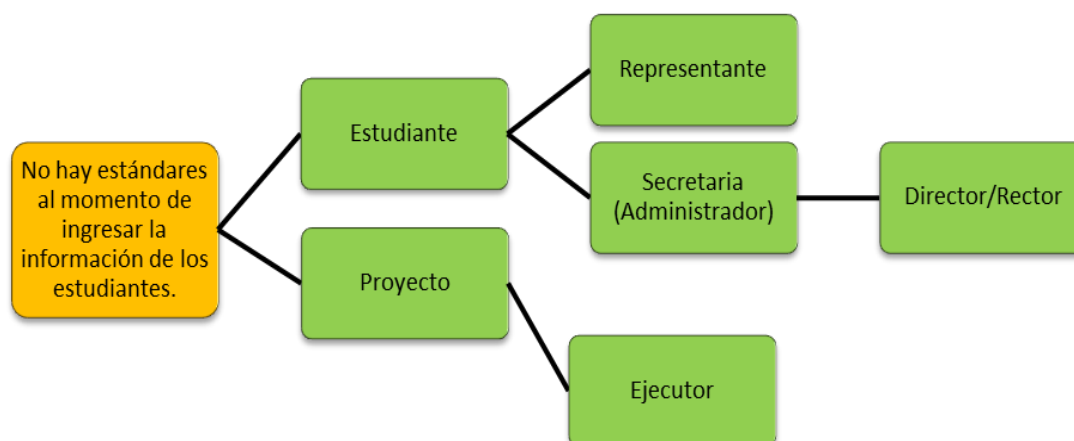 No hay estándares
al momento de
ingresar la
información de los
estudiantes.
Estudiante
Proyecto
Representante
Secretaria
(Administrador)
Director/Rector
Ejecutor